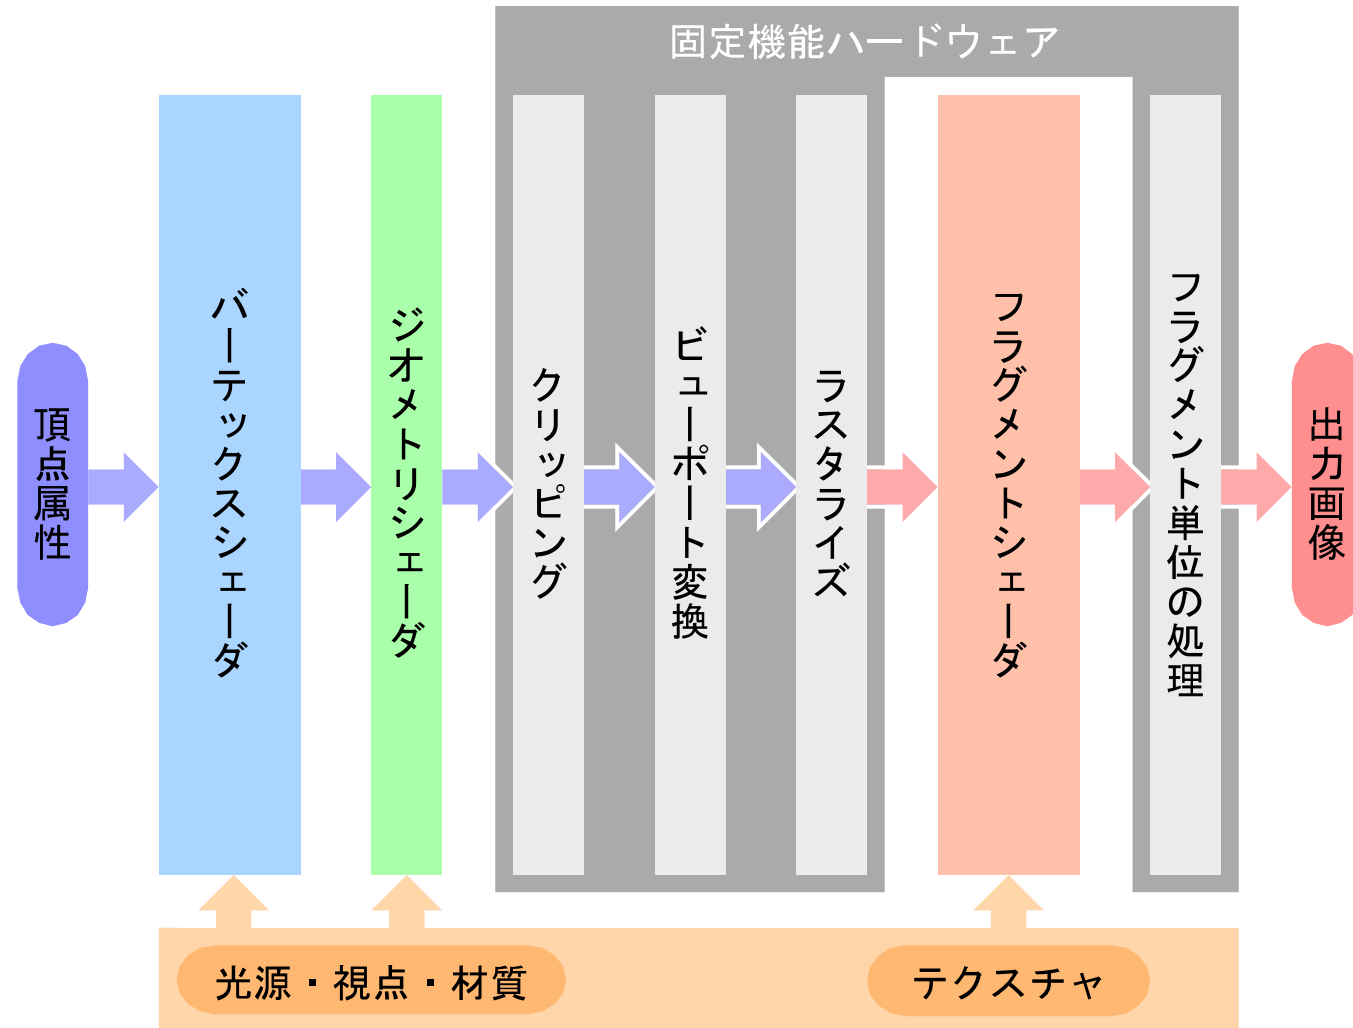 固定機能ハードウェア
頂点属性
バーテックスシェーダ
ジオメトリシェーダ
クリッピング
ビューポート変換
ラスタライズ
フラグメントシェーダ
フラグメント単位の処理
出力画像
光源・視点・材質
テクスチャ